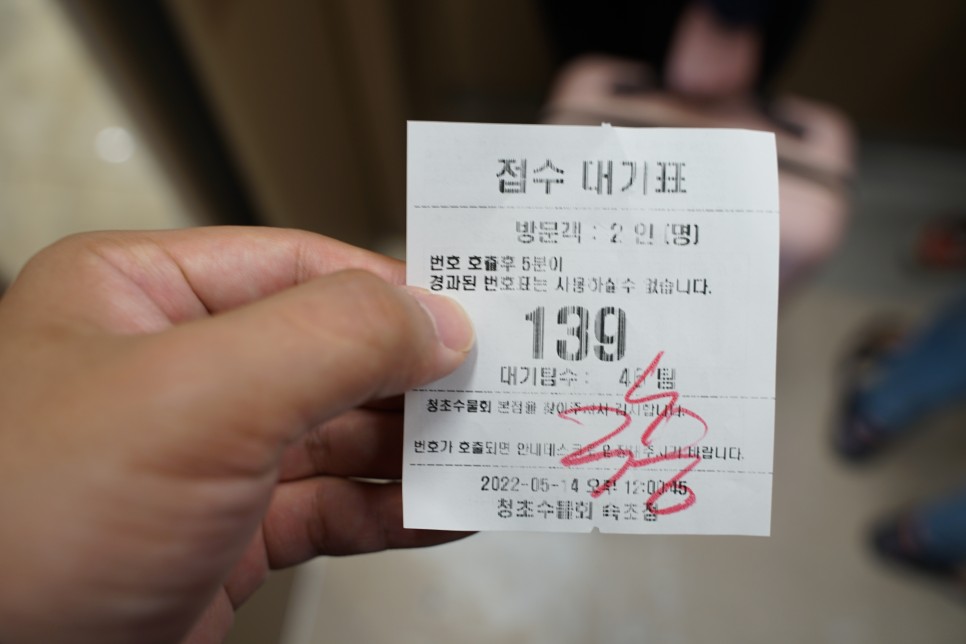 접수 대기표
방문객 : 2 인 (명)
번호 호출후 5분이
경과된 번호표는 사용하실수 없습니다.
139
대기팀수 : 팀
청초수물회 본점을 찾아주셔서 감사합니다.
번호가 호출되면 안내데스크로 바랍니다.
2022-05-14 오후 12:00:45
청초수물회 속초점